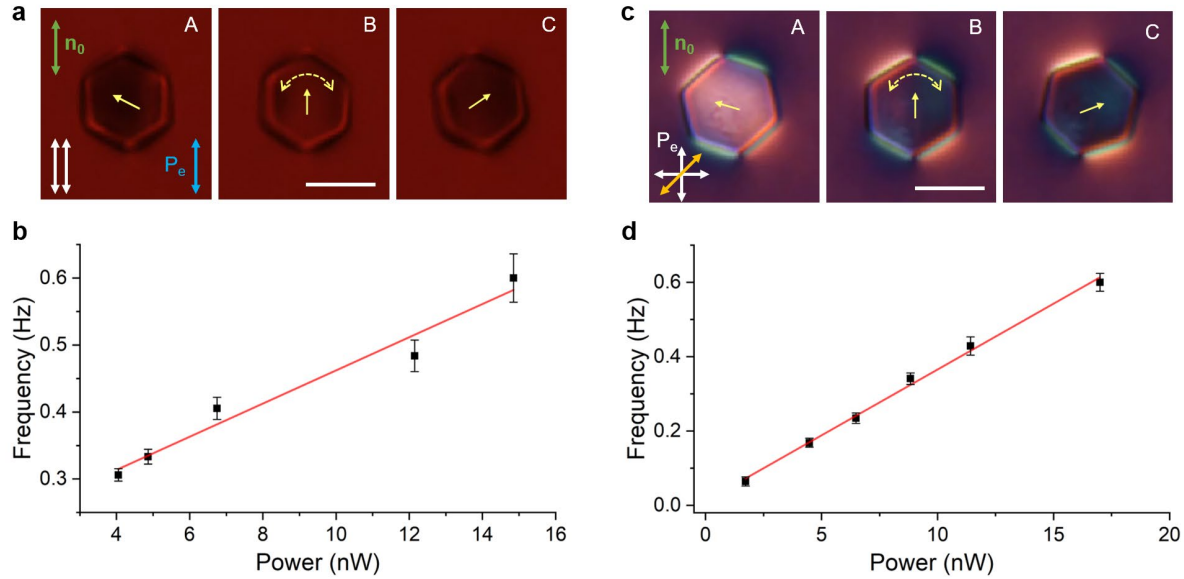 a
n₀
A
B
C
Pₑ
c
n₀
A
B
C
Pₑ
b
Frequency (Hz)
0.6
0.5
0.4
0.3
4 6 8 10 12 14 16
Power (nW)
d
Frequency (Hz)
0.6
0.4
0.2
0.0
0 5 10 15 20
Power (nW)